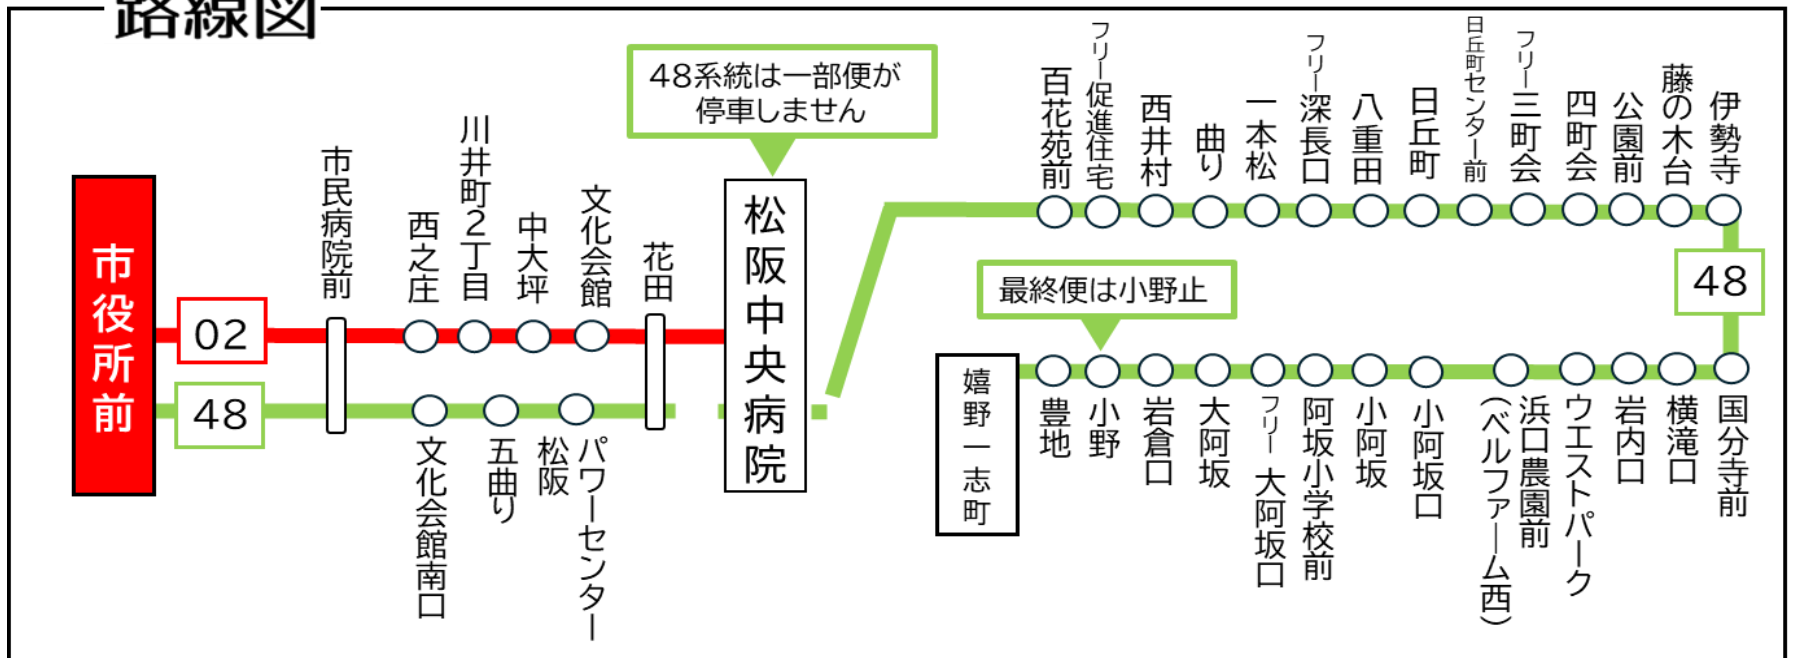 路線図
48系統は一部便が
停車しません
市役所前
02
48
市民病院前
西之庄
川井町2丁目
中大坪
文化会館
花田
文化会館南口
五曲り
松阪
パワーセンター
松阪中央病院
百花苑前
フリー促進住宅
西井村
曲り
一本松
フリー深長口
八重田
日丘町
日丘町センター前
フリー三町会
四町会
公園前
藤の木台
伊勢寺
48
最終便は小野止
国分寺前
横滝口
岩内口
ウエストパーク
浜口農園前
(ベルファーム西)
小阿坂口
小阿坂
阿坂小学校前
フリー 大阿坂口
大阿坂
岩倉口
小野
豊地
嬉野一志町